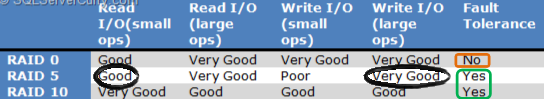 SQLServerCurry.com
Read I/O(small ops) Read I/O (large ops) Write I/O (small ops) Write I/O (large ops) Fault Tolerance
RAID 0 Good Very Good Very Good Very Good No
RAID 5 Good Very Good Poor Very Good Yes
RAID 10 Very Good Good Good Good Yes